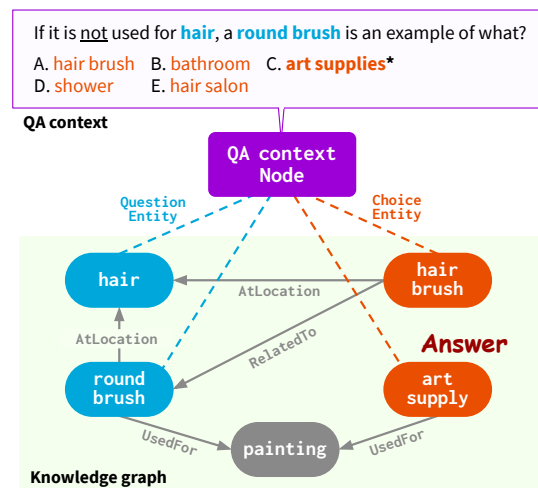 If it is not used for hair, a round brush is an example of what?
A. hair brush B. bathroom C. art supplies*
D. shower E. hair salon
QA context
QA context
Node
Question
Entity
Choice
Entity
hair
hair
brush
AtLocation
AtLocation
RelatedTo
Answer
round
brush
art
supply
UsedFor
painting
UsedFor
Knowledge graph